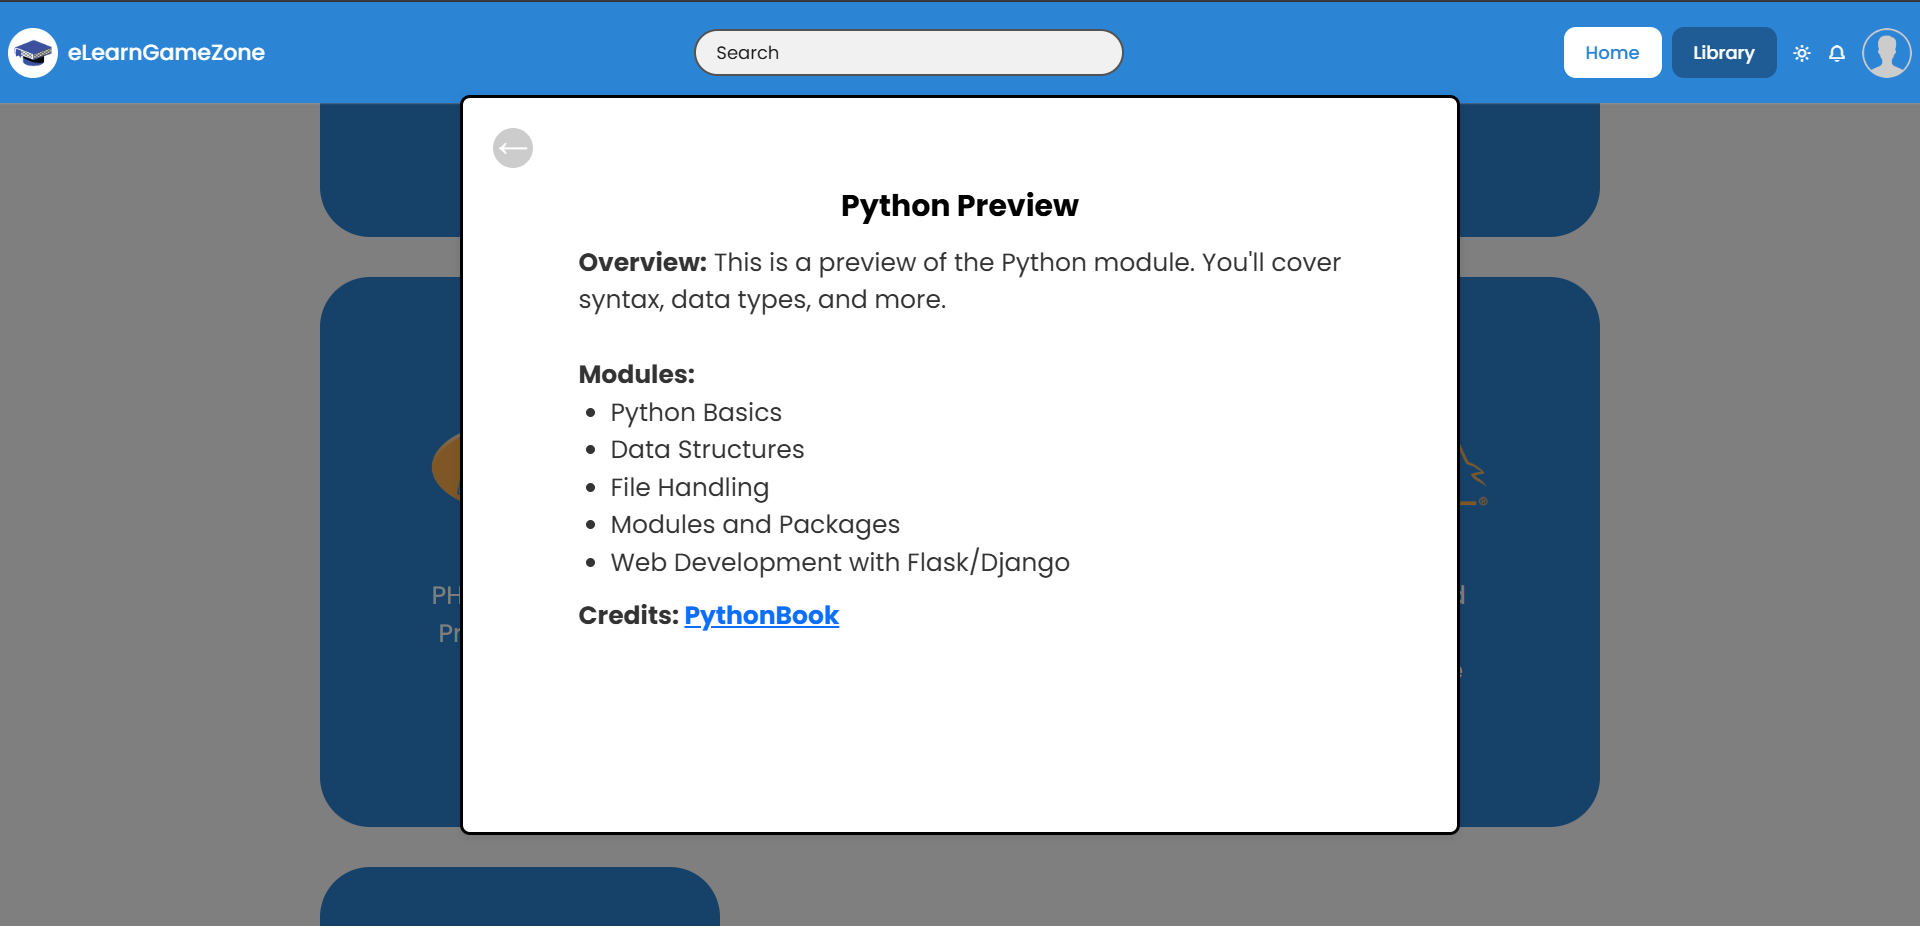 eLearnGameZone
Search
Home
Library
Python Preview
Overview: This is a preview of the Python module. You'll cover
syntax, data types, and more.
Modules:
• Python Basics
• Data Structures
• File Handling
• Modules and Packages
• Web Development with Flask/Django
Credits: PythonBook